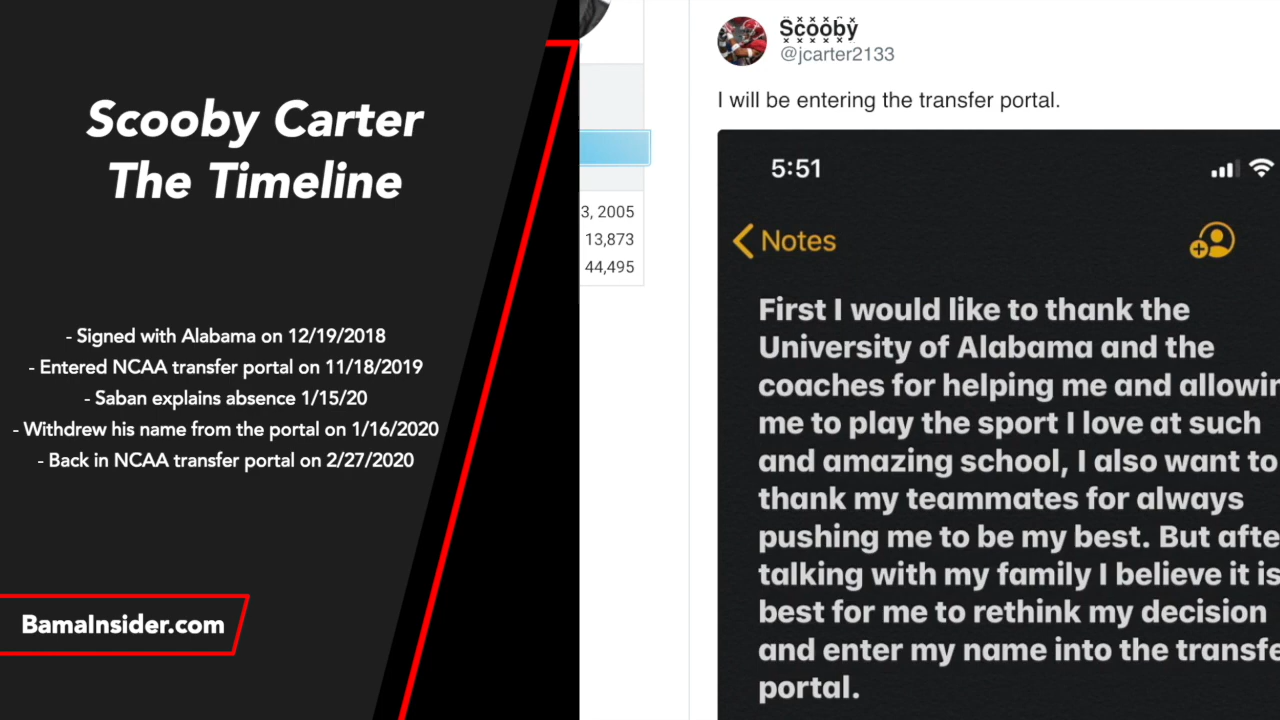 Scooby Carter
The Timeline
- Signed with Alabama on 12/19/2018
- Entered NCAA transfer portal on 11/18/2019
- Saban explains absence 1/15/20
- Withdrew his name from the portal on 1/16/2020
- Back in NCAA transfer portal on 2/27/2020
BamaInsider.com
3, 2005
13,873
44,495
Scooby
@jcarter2133
I will be entering the transfer portal.
5:51
Notes
First I would like to thank the
University of Alabama and the
coaches for helping me and allowin
me to play the sport I love at such
and amazing school, I also want to
thank my teammates for always
pushing me to be my best. But afte
talking with my family I believe it is
best for me to rethink my decision
and enter my name into the transfe
portal.